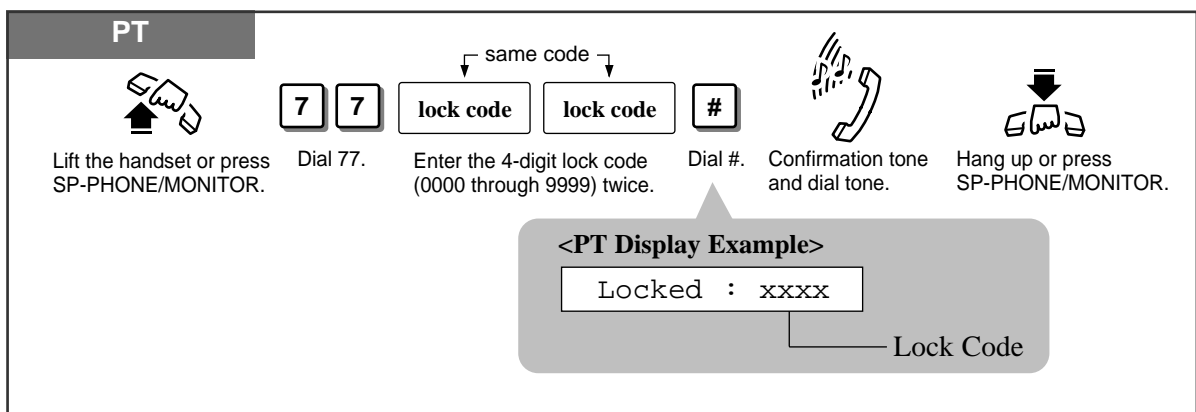 PT
same code
7 7 lock code lock code #
Lift the handset or press
SP-PHONE/MONITOR.
Dial 77.
Enter the 4-digit lock code
(0000 through 9999) twice.
Dial #.
Confirmation tone
and dial tone.
Hang up or press
SP-PHONE/MONITOR.
<PT Display Example>
Locked : xxxx
Lock Code